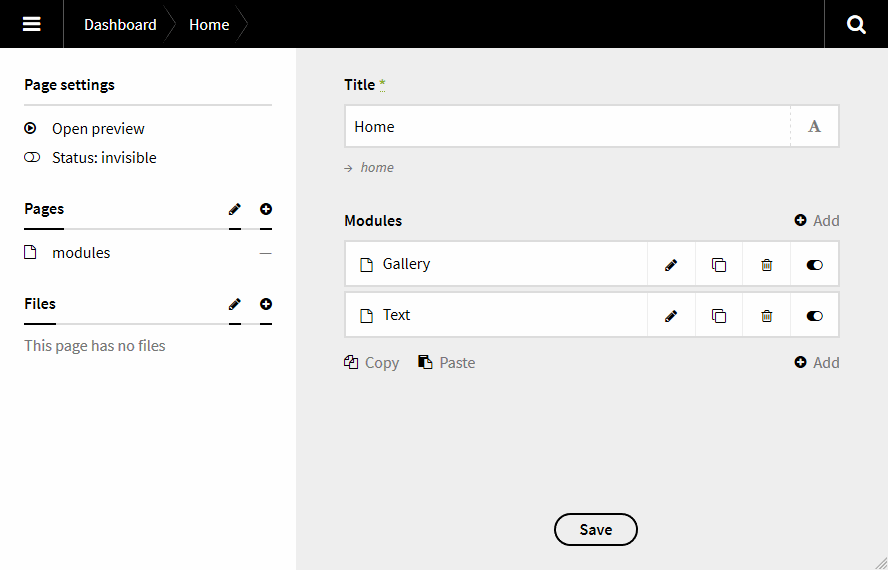 Dashboard Home
Page settings
Open preview
Status: invisible
Pages
modules
Files
This page has no files
Title *
Home A
→ home
Modules Add
Gallery
Text
Copy Paste Add
Save